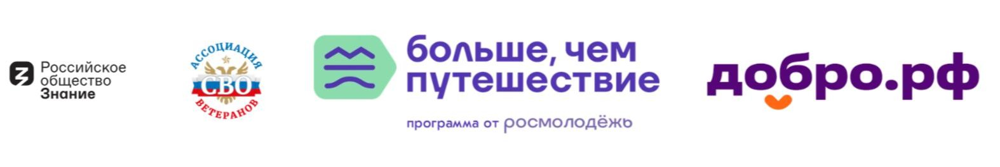 Российское
общество
Знание
АССОЦИАЦИЯ
СВО
ВЕТЕРАНОВ
больше, чем
путешествие
программа от росмолодёжь
добро.рф